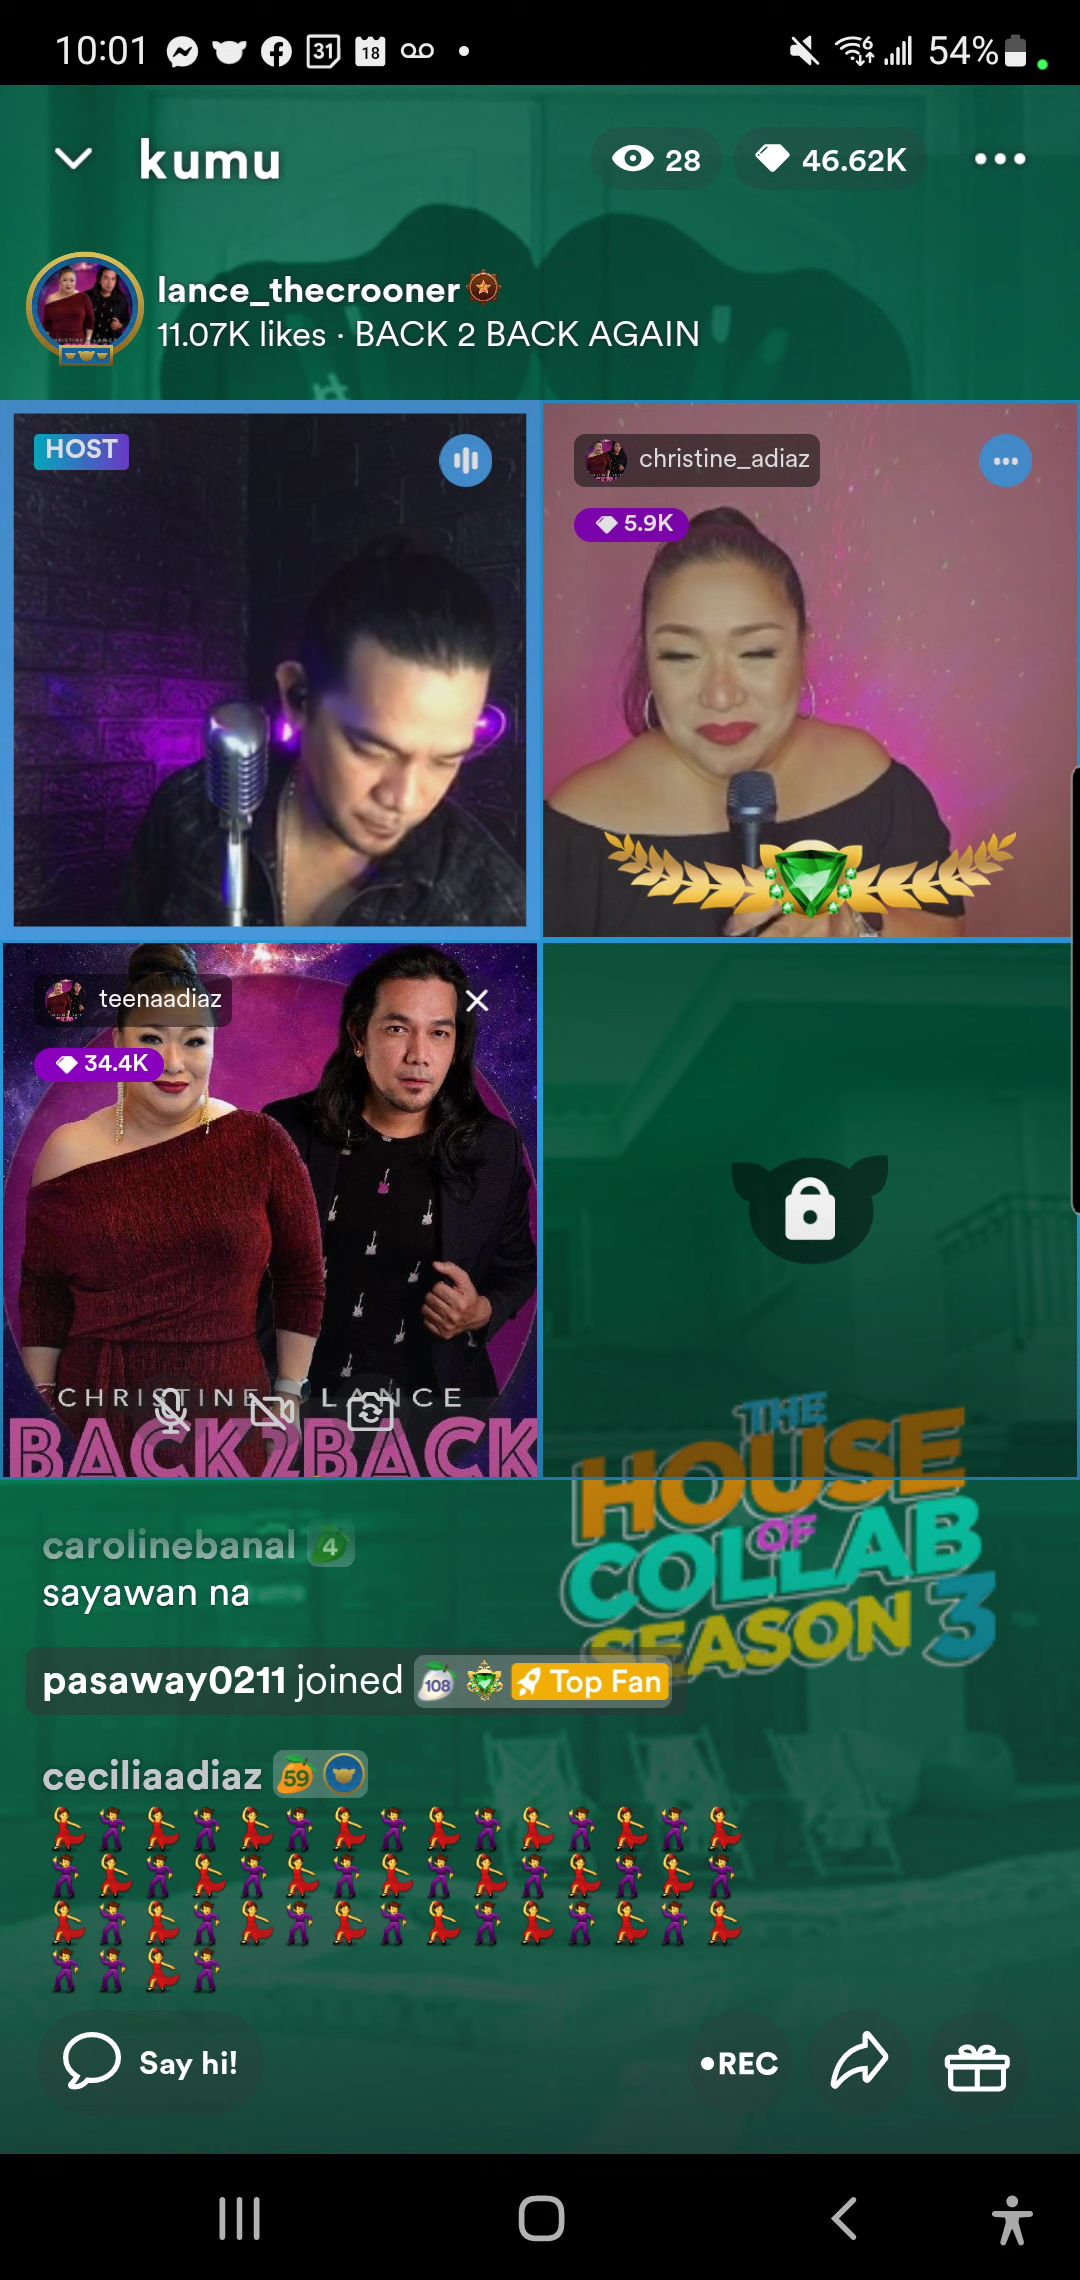 10:01 31 18 54%
kumu 28 46.62K
lance_thecrooner
11.07K likes · BACK 2 BACK AGAIN
HOST
christine_adiaz
5.9K
teenaadiaz
34.4K
CHRISTINE LANCE
BACK2BACK
THE
HOUSE
OF
COLLAB
SEASON 3
carolinebanal 4
sayawan na
pasaway0211 joined 108 Top Fan
ceciliaadiaz 59
Say hi! •REC